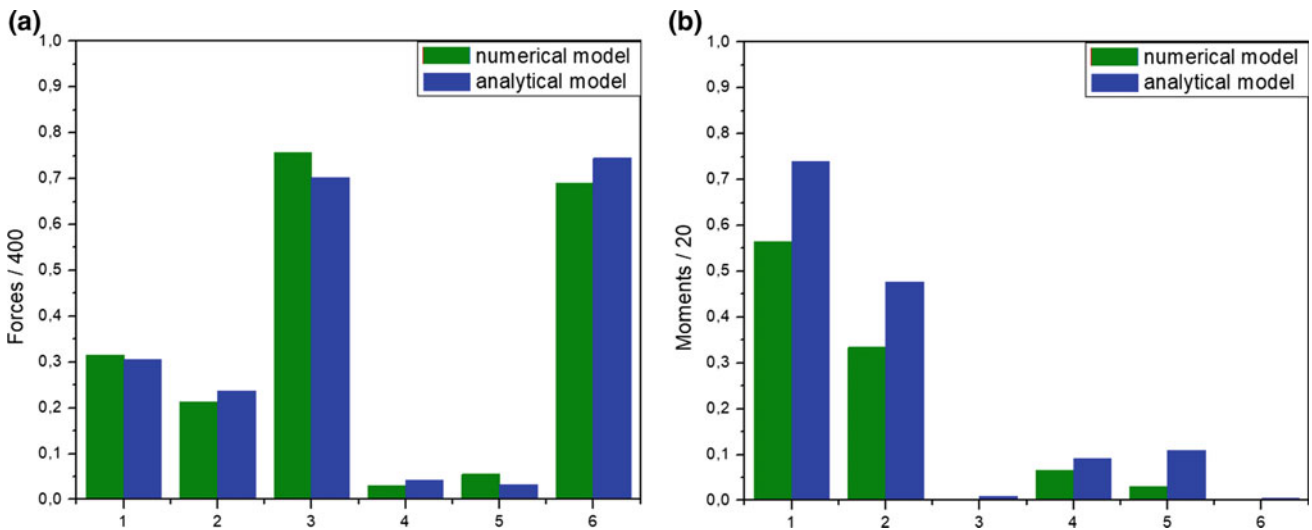 (a)
1,0
0,9
0,8
0,7
0,6
0,5
0,4
0,3
0,2
0,1
0,0
Forces / 400
numerical model
analytical model
1 2 3 4 5 6
(b)
1,0
0,9
0,8
0,7
0,6
0,5
0,4
0,3
0,2
0,1
0,0
Moments / 20
numerical model
analytical model
1 2 3 4 5 6